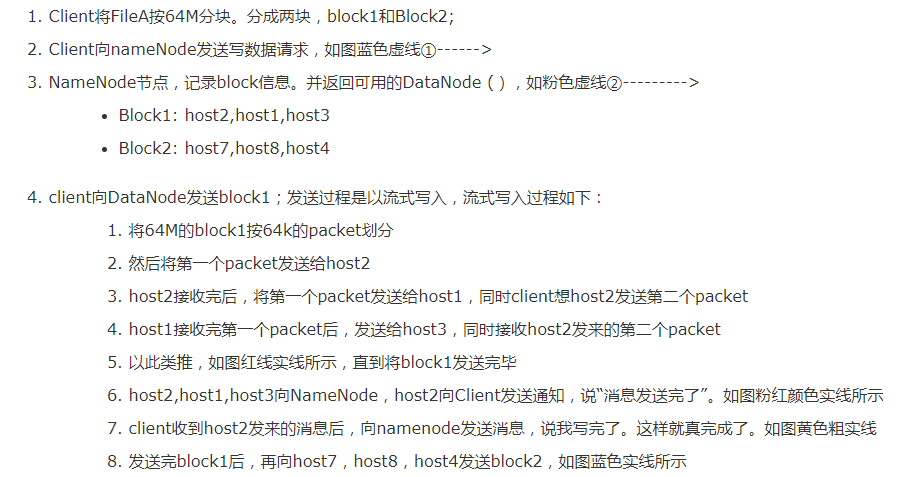 1. Client将FileA按64M分块。分成两块，block1和Block2;
2. Client向nameNode发送写数据请求，如图蓝色虚线①------>
3. NameNode节点，记录block信息。并返回可用的DataNode ( ) ，如粉色虚线②--------->
• Block1: host2,host1,host3
• Block2: host7,host8,host4
4. client向DataNode发送block1；发送过程是以流式写入，流式写入过程如下：
1. 将64M的block1按64k的packet划分
2. 然后将第一个packet发送给host2
3. host2接收完后，将第一个packet发送给host1，同时client想host2发送第二个packet
4. host1接收完第一个packet后，发送给host3，同时接收host2发来的第二个packet
5. 以此类推，如图红线实线所示，直到将block1发送完毕
6. host2,host1,host3向NameNode，host2向Client发送通知，说“消息发送完了”。如图粉红颜色实线所示
7. client收到host2发来的消息后，向namenode发送消息，说我写完了。这样就真完成了。如图黄色粗实线
8. 发送完block1后，再向host7，host8，host4发送block2，如图蓝色实线所示